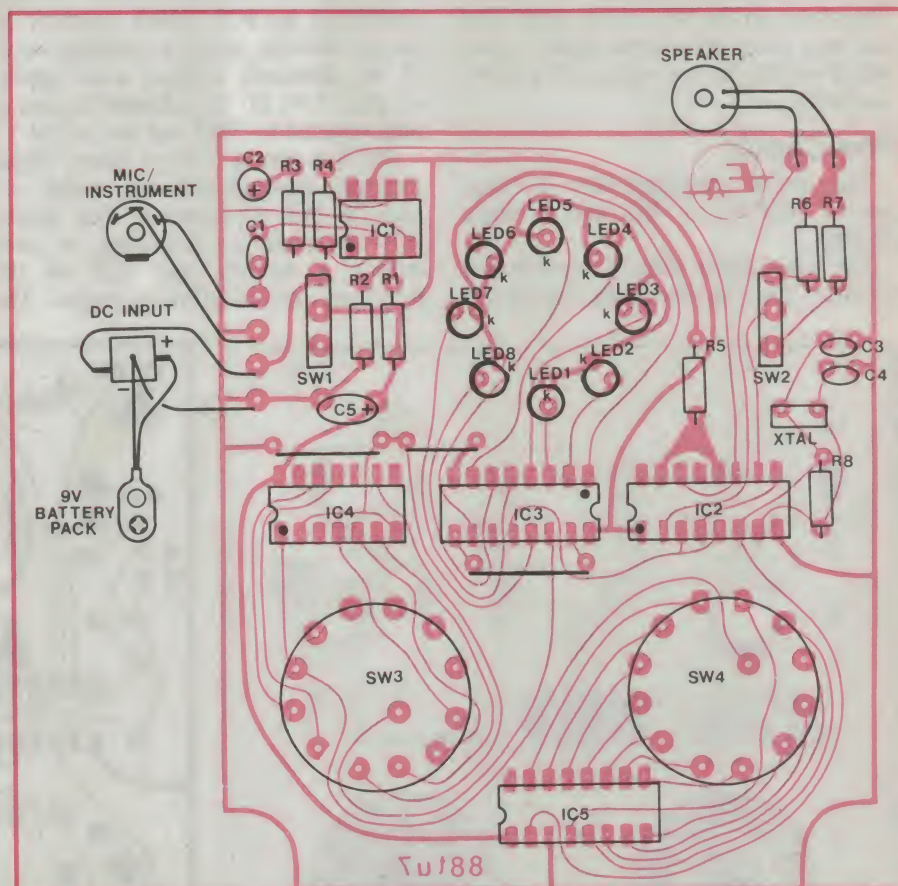 SPEAKER
MIC/
INSTRUMENT
C2
R3
R4
IC1
C1
R2
R1
DC INPUT
+
−
SW1
C5 +
9V
BATTERY
PACK
LED5
LED6
LED4
LED7
LED3
LED8
LED1
LED2
k
k
k
k
k
k
k
k
R5
R6
R7
SW2
C3
C4
XTAL
R8
IC4
IC3
IC2
SW3
SW4
IC5
88tu7